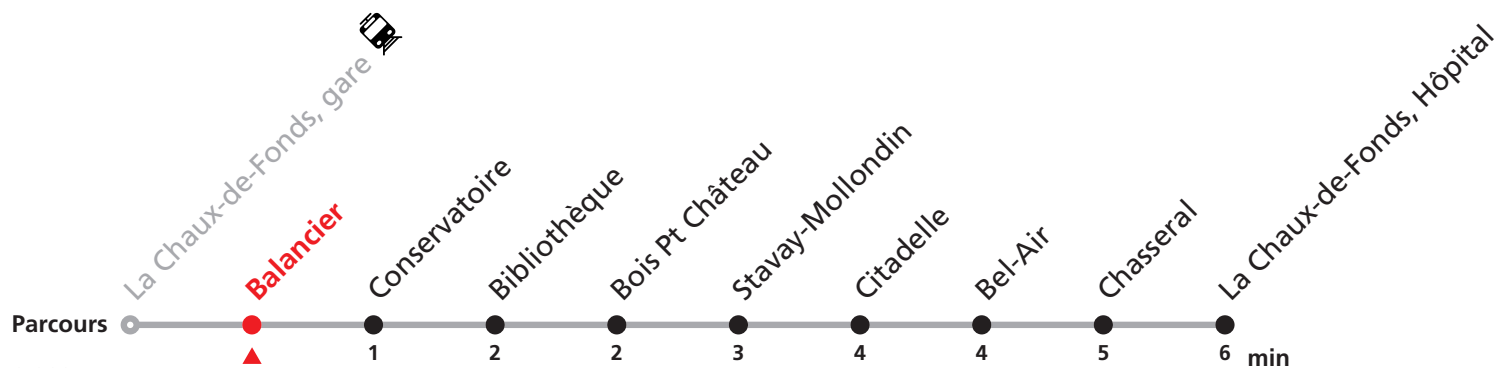 La Chaux-de-Fonds, gare
Balancier
Conservatoire
Bibliothèque
Bois Pt Château
Stavay-Mollondin
Citadelle
Bel-Air
Chasseral
La Chaux-de-Fonds, Hôpital
Parcours
1 2 2 3 4 4 5 6 min